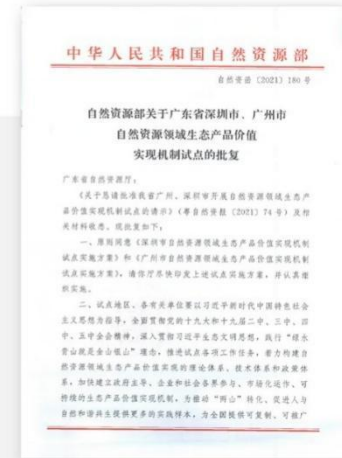 中华人民共和国自然资源部
自然资函〔2021〕186号
自然资源部关于广东省深圳市、广州市
自然资源领域生态产品价值
实现机制试点的批复
广东省自然资源厅：
《关于恳请批准我省广州、深圳市开展自然资源领域生态产
品价值实现机制试点的请示》（粤自然资报〔2021〕74号）及相
关材料收悉。现批复如下：
一、原则同意《深圳市自然资源领域生态产品价值实现机制
试点实施方案》和《广州市自然资源领域生态产品价值实现机制
试点实施方案》，请你厅尽快印发上述试点实施方案，并认真组
织实施。
二、试点地区、各有关单位要以习近平新时代中国特色社
会主义思想为指导，全面贯彻党的十九大和十九届二中、三中、四
中、五中全会精神，深入贯彻习近平生态文明思想，践行“绿水
青山就是金山银山”理念，推进试点各项工作任务，着力构建自
然资源领域生态产品价值实现的理论体系、技术体系和政策体
系，加快建立政府主导、企业和社会各界参与、市场化运作、可
持续的生态产品价值实现机制，为推动“两山”转化、促进人与
自然和谐共生提供更多的实践样本，为全国提供可复制、可推广